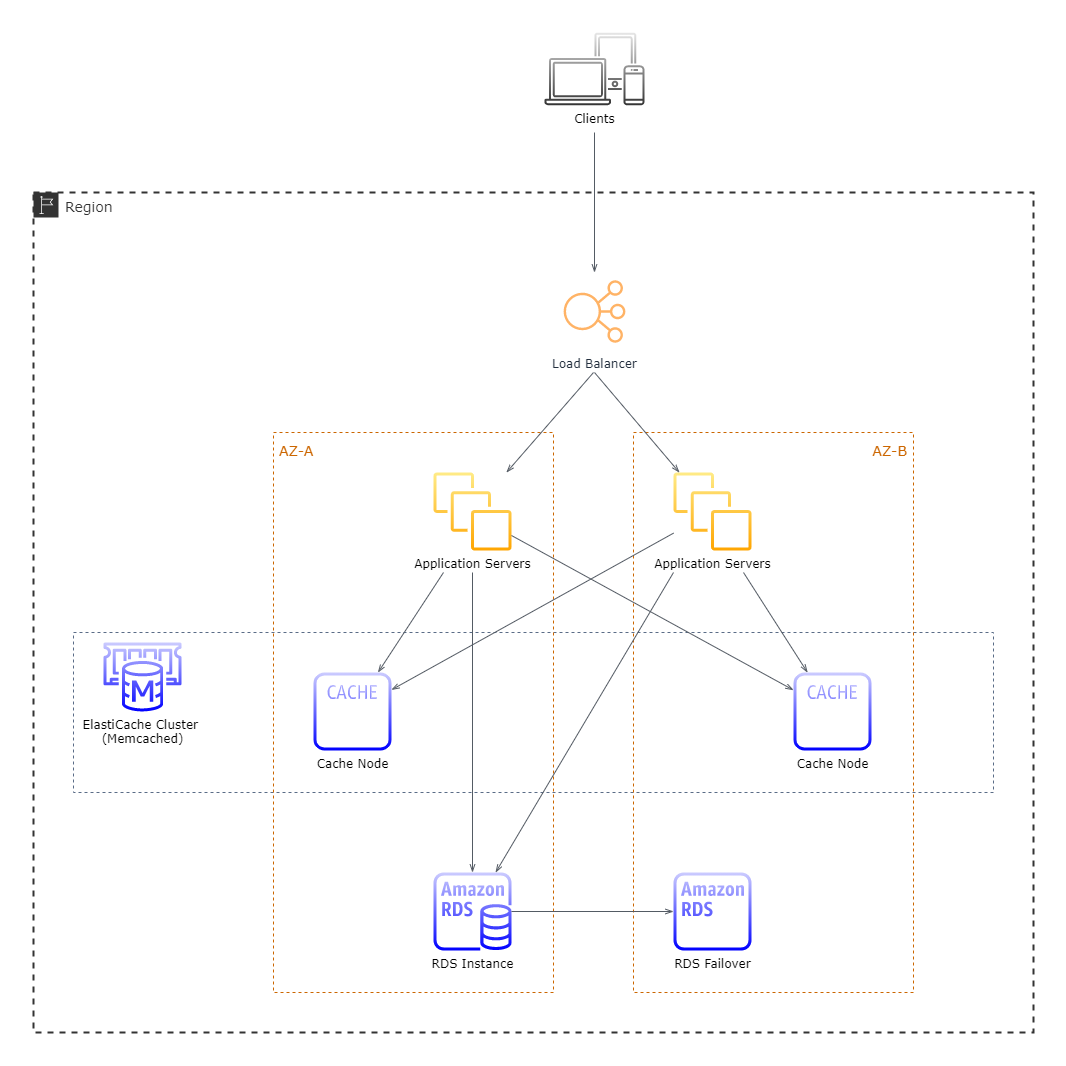 Clients
Region
Load Balancer
AZ-A
AZ-B
Application Servers
Application Servers
M
ElastiCache Cluster
(Memcached)
CACHE
Cache Node
CACHE
Cache Node
Amazon
RDS
RDS Instance
Amazon
RDS
RDS Failover